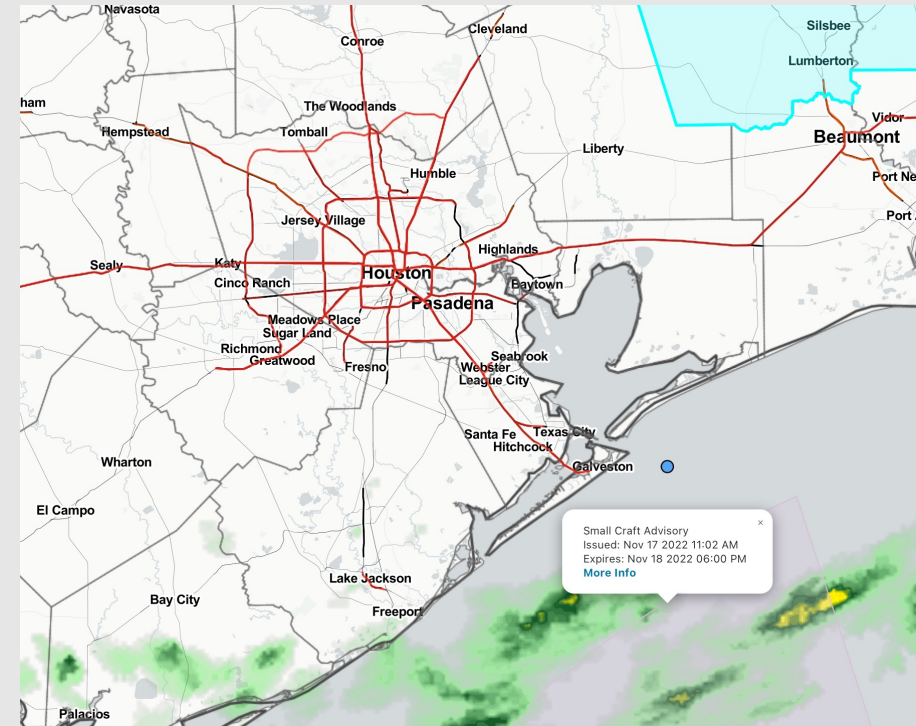 Navasota
Cleveland
Silsbee
Conroe
Lumberton
ham
The Woodlands
Hempstead
Tomball
Vidor
Beaumont
Liberty
Humble
Port Ne
Jersey Village
Port
Highlands
Sealy
Katy
Houston
Cinco Ranch
Baytown
Pasadena
Meadows Place
Sugar Land
Richmond
Greatwood
Seabrook
Fresno
Webster
League City
Santa Fe
Texas City
Hitchcock
Wharton
Galveston
El Campo
×
Small Craft Advisory
Issued: Nov 17 2022 11:02 AM
Expires: Nov 18 2022 06:00 PM
More Info
Lake Jackson
Bay City
Freeport
Palacios